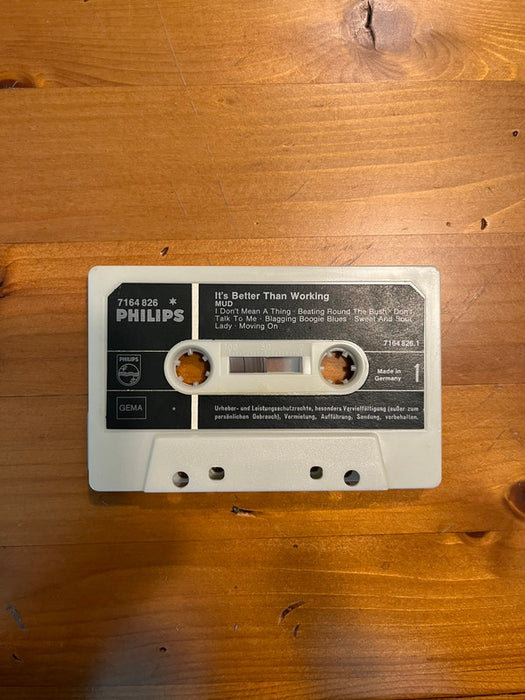 7164 826 *
PHILIPS
It's Better Than Working
MUD
I Don't Mean A Thing · Beating Round The Bush · Don't
Talk To Me · Blagging Boogie Blues · Sweet And Sour
Lady · Moving On
7164 826.1
PHILIPS
Made in
Germany
1
GEMA
Urheber- und Leistungsschutzrechte, besonders Vervielfältigung (außer zum
persönlichen Gebrauch), Vermietung, Aufführung, Sendung, vorbehalten.